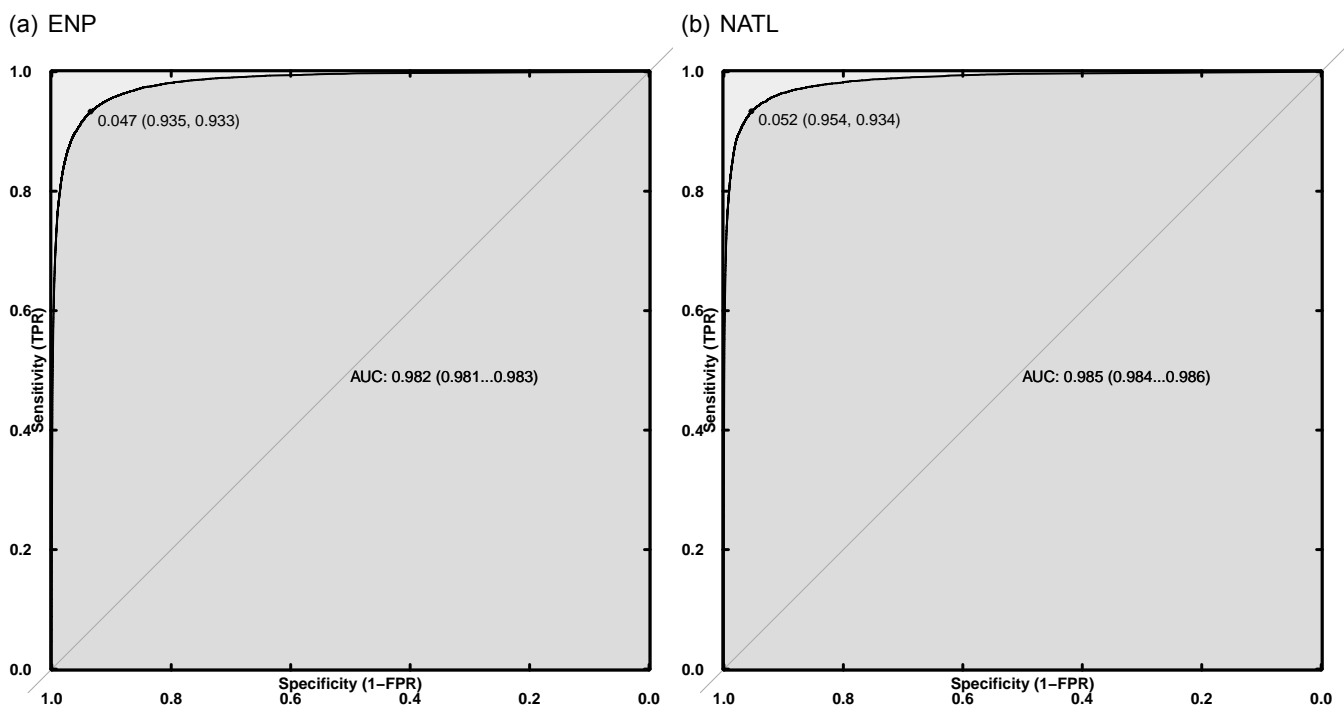 (a) ENP
1.0
0.047 (0.935, 0.933)
0.8
0.6
Sensitivity (TPR)
AUC: 0.982 (0.981...0.983)
0.4
0.2
0.0
Specificity (1−FPR)
1.0 0.8 0.6 0.4 0.2 0.0
(b) NATL
1.0
0.052 (0.954, 0.934)
0.8
0.6
Sensitivity (TPR)
AUC: 0.985 (0.984...0.986)
0.4
0.2
0.0
Specificity (1−FPR)
1.0 0.8 0.6 0.4 0.2 0.0